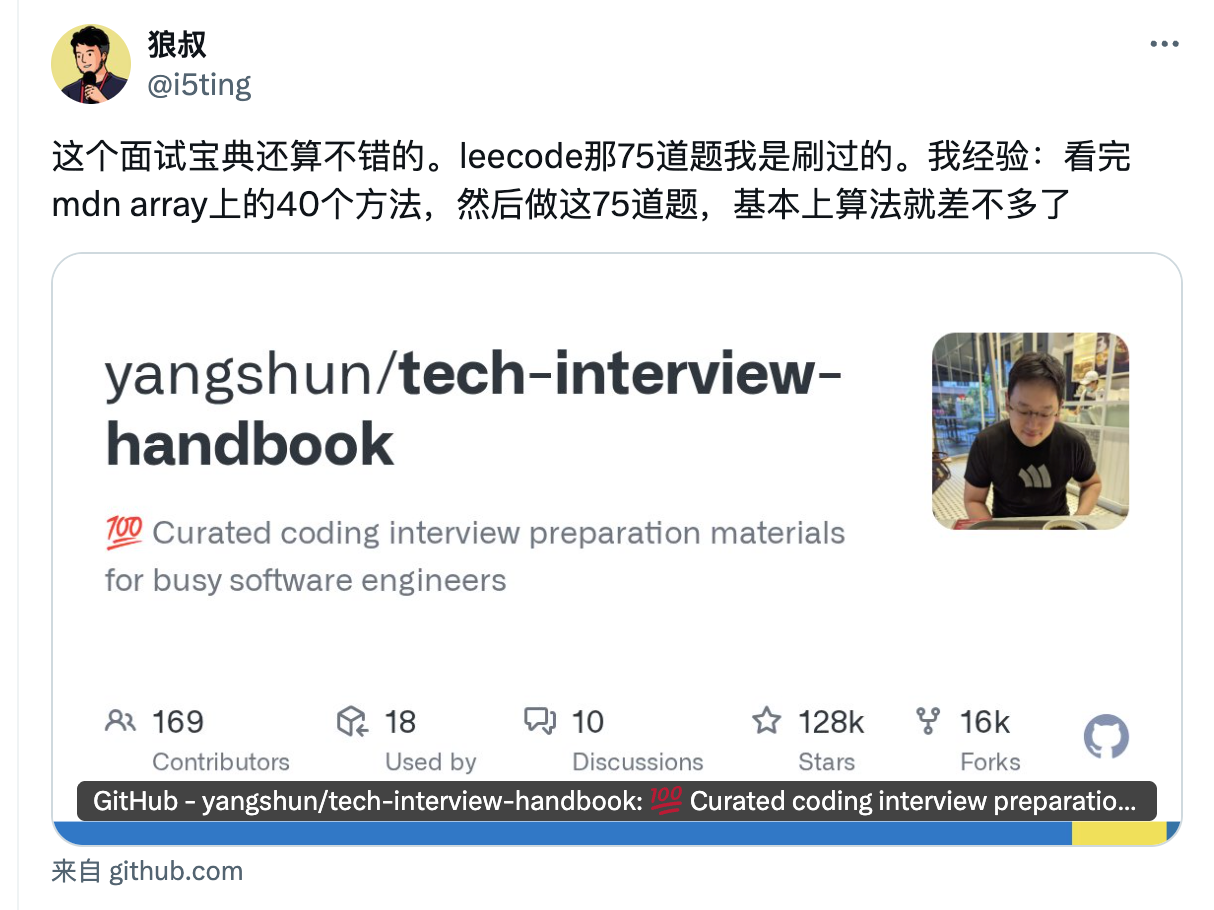 狼叔
@i5ting
这个面试宝典还算不错的。leecode那75道题我是刷过的。我经验：看完
mdn array上的40个方法，然后做这75道题，基本上算法就差不多了
yangshun/tech-interview-
handbook
💯 Curated coding interview preparation materials
for busy software engineers
169 18 10 128k 16k
Contributors Used by Discussions Stars Forks
GitHub - yangshun/tech-interview-handbook: 💯 Curated coding interview preparatio...
来自 github.com